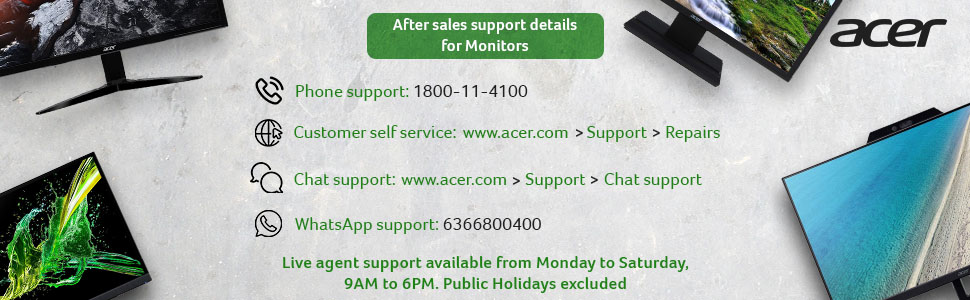 After sales support details
for Monitors
acer
Phone support: 1800-11-4100
Customer self service: www.acer.com > Support > Repairs
Chat support: www.acer.com > Support > Chat support
WhatsApp support: 6366800400
Live agent support available from Monday to Saturday,
9AM to 6PM. Public Holidays excluded
acer
acer